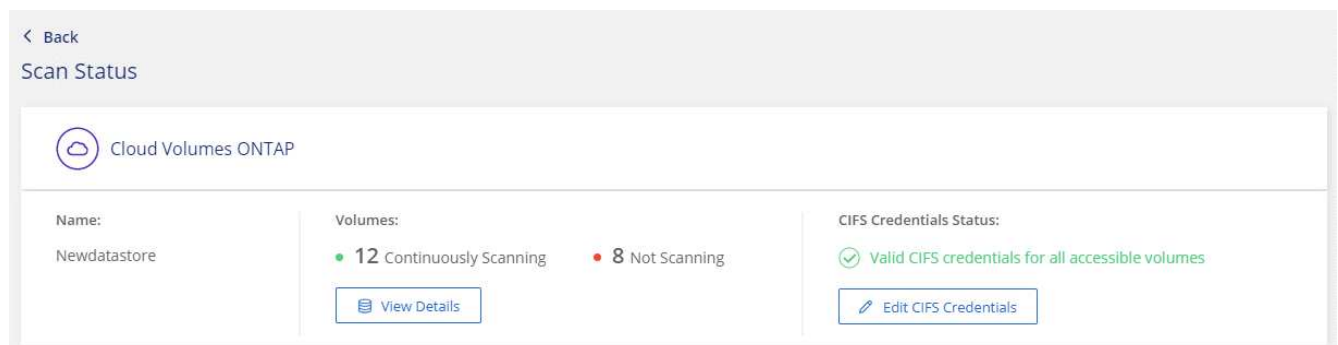 Back
Scan Status
Cloud Volumes ONTAP
Name:
Newdatastore
Volumes:
12 Continuously Scanning
8 Not Scanning
View Details
CIFS Credentials Status:
Valid CIFS credentials for all accessible volumes
Edit CIFS Credentials